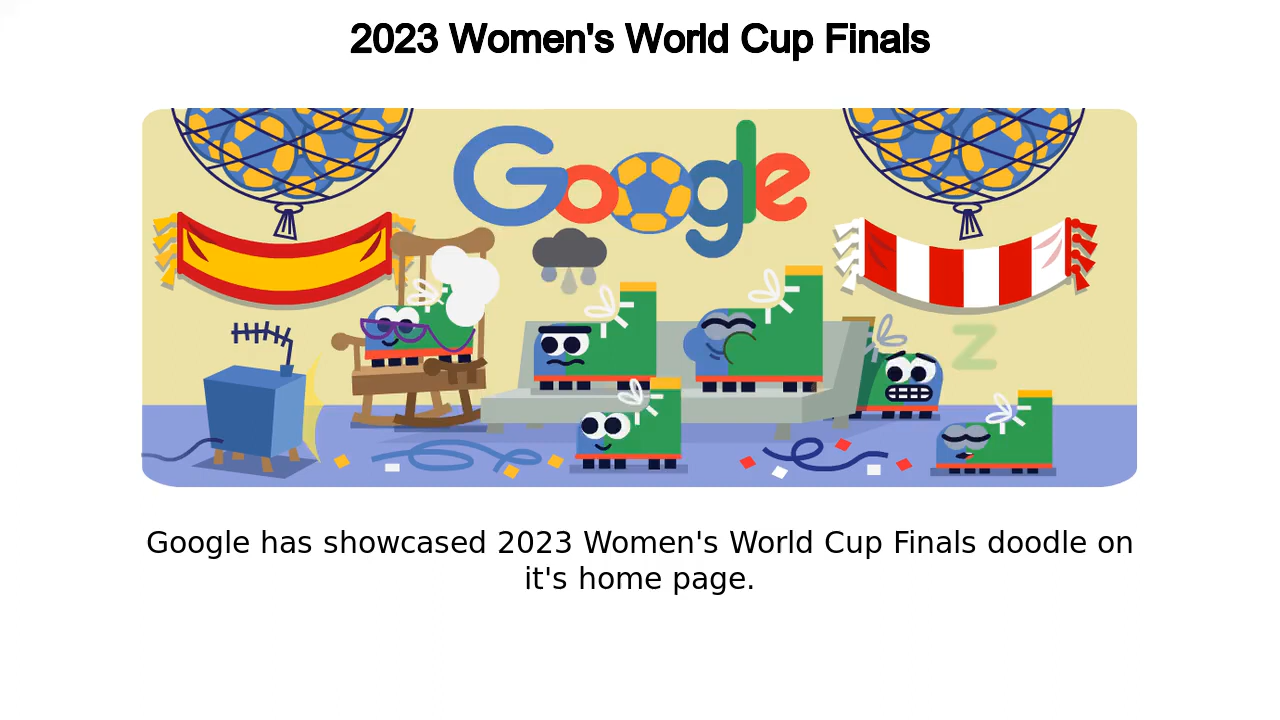 2023 Women's World Cup Finals
Google
Z
Google has showcased 2023 Women's World Cup Finals doodle on
it's home page.